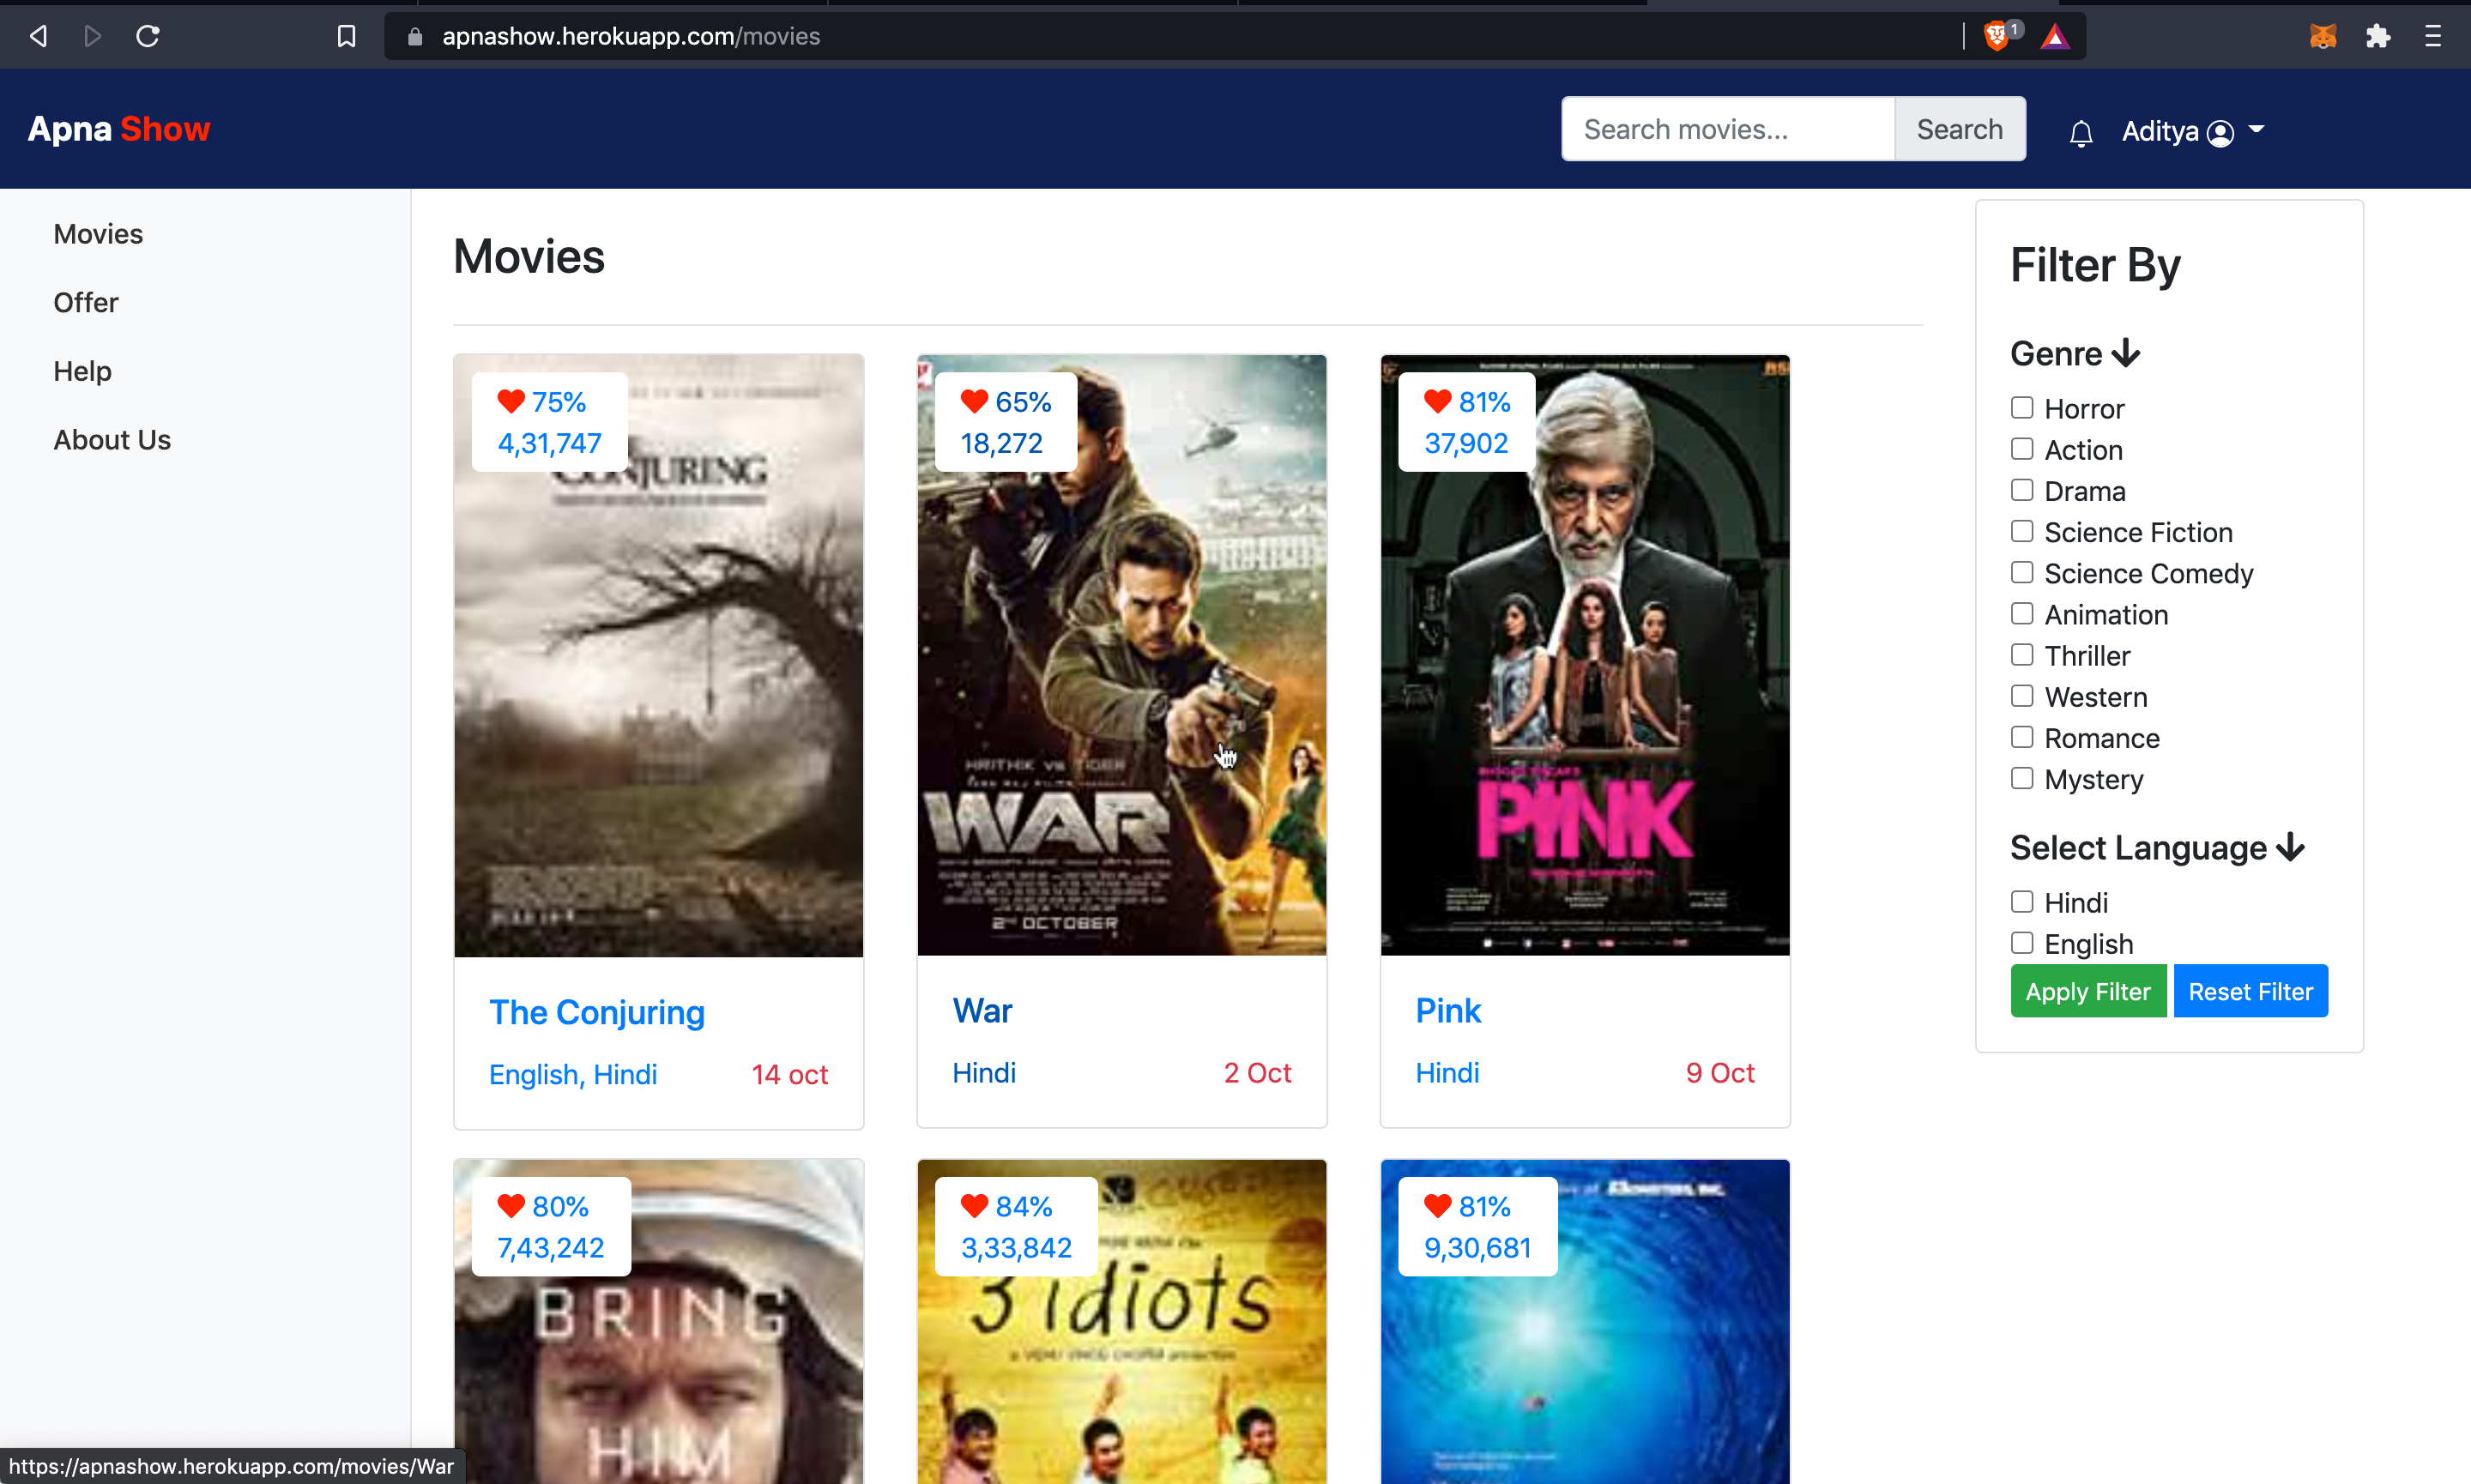 apnashow.herokuapp.com/movies
1
Apna Show
Search movies...
Search
Aditya
Movies
Offer
Help
About Us
Movies
75%
4,31,747
CONJURING
The Conjuring
English, Hindi
14 oct
65%
18,272
HRITHIK VS TIGER
WAR
2ND OCTOBER
War
Hindi
2 Oct
81%
37,902
PINK
Pink
Hindi
9 Oct
80%
7,43,242
BRING
HIM
84%
3,33,842
3 idiots
81%
9,30,681
Filter By
Genre
Horror
Action
Drama
Science Fiction
Science Comedy
Animation
Thriller
Western
Romance
Mystery
Select Language
Hindi
English
Apply Filter
Reset Filter
https://apnashow.herokuapp.com/movies/War